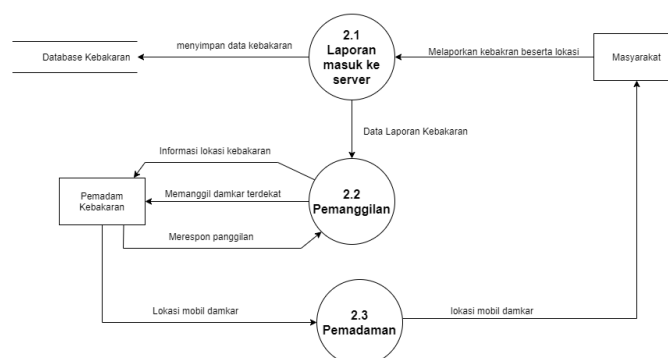 2.1
Laporan
masuk ke
server
menyimpan data kebakaran
Melaporkan kebakran beserta lokasi
Database Kebakaran
Masyarakat
Data Laporan Kebakaran
Informasi lokasi kebakaran
Pemadam
Kebakaran
Memanggil damkar terdekat
2.2
Pemanggilan
Merespon panggilan
Lokasi mobil damkar
2.3
Pemadaman
lokasi mobil damkar